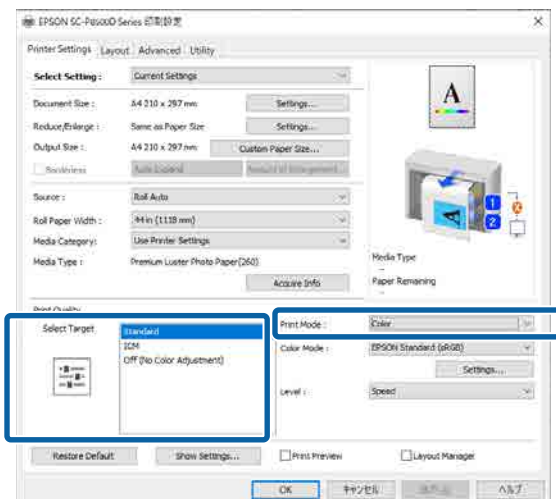 EPSON SC-P8500D Series 印刷設定
Printer Settings Layout Advanced Utility
Select Setting : Current Settings
Document Size : A4 210 x 297 mm Settings...
Reduce/Enlarge : Same as Paper Size Settings...
Output Size : A4 210 x 297 mm Custom Paper Size...
Borderless Auto Expand Amount of Enlargement...
Source : Roll Auto
Roll Paper Width : 44 in (1118 mm)
Media Category: Use Printer Settings
Media Type : Premium Luster Photo Paper(260)
Acquire Info
A
A
1
2
Media Type
--
Paper Remaining
--
Print Quality
Select Target
Standard
ICM
Off (No Color Adjustment)
Print Mode : Color
Color Mode : EPSON Standard (sRGB)
Settings...
Level : Speed
Restore Default Show Settings... Print Preview Layout Manager
OK キャンセル ヘルプ